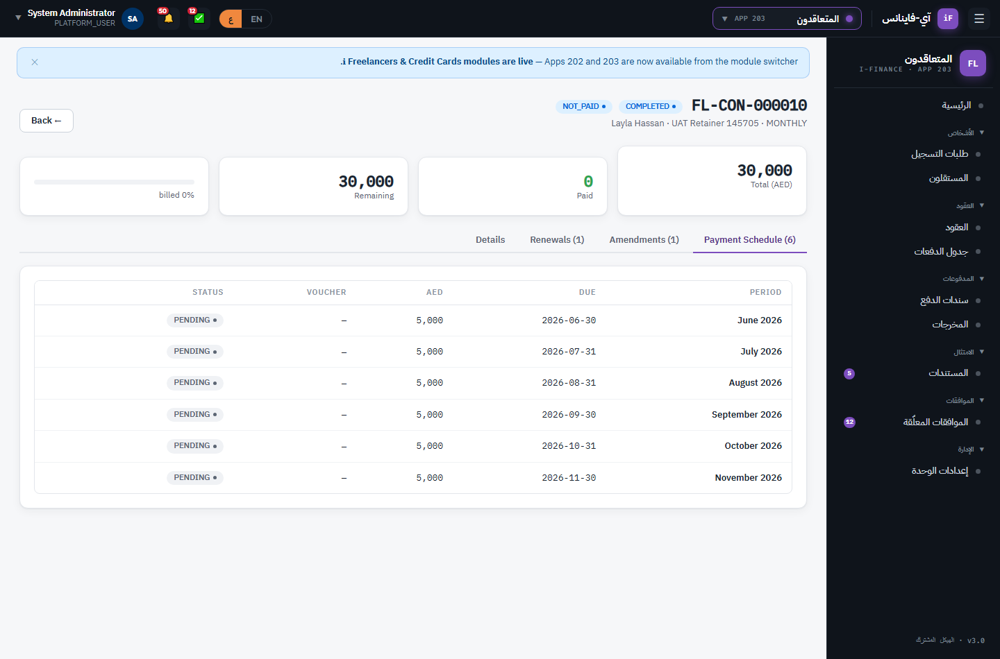 ☰
iF
آي-فاينانس
المتعاقدون APP 203 ▼
EN ع
12
50
SA
System Administrator ▼
PLATFORM_USER
FL
المتعاقدون
I-FINANCE · APP 203
الرئيسية
▼ الأشخاص
طلبات التسجيل
المستقلون
▼ العقود
العقود
جدول الدفعات
▼ المدفوعات
سندات الدفع
المخرجات
▼ الامتثال
المستندات 5
▼ الموافقات
الموافقات المعلّقة 12
▼ الإدارة
إعدادات الوحدة
v3.0 · الهيكل المشترك
.i Freelancers & Credit Cards modules are live — Apps 202 and 203 are now available from the module switcher
×
FL-CON-000010 COMPLETED NOT_PAID
Layla Hassan · UAT Retainer 145705 · MONTHLY
Back ←
30,000
Total (AED)
0
Paid
30,000
Remaining
billed 0%
Payment Schedule (6) Amendments (1) Renewals (1) Details
PERIOD DUE AED VOUCHER STATUS
June 2026 2026-06-30 5,000 — PENDING
July 2026 2026-07-31 5,000 — PENDING
August 2026 2026-08-31 5,000 — PENDING
September 2026 2026-09-30 5,000 — PENDING
October 2026 2026-10-31 5,000 — PENDING
November 2026 2026-11-30 5,000 — PENDING